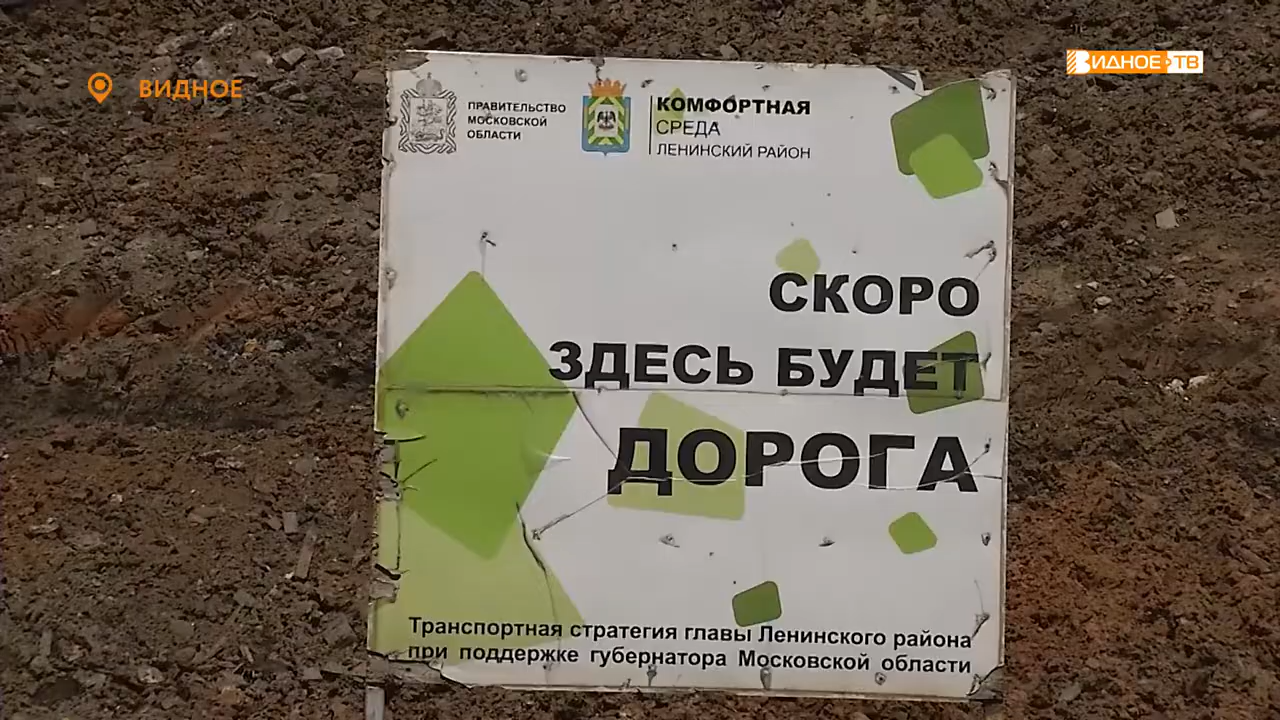 ВИДНОЕ
ВИДНОЕ ТВ
ПРАВИТЕЛЬСТВО
МОСКОВСКОЙ
ОБЛАСТИ
КОМФОРТНАЯ
СРЕДА
ЛЕНИНСКИЙ РАЙОН
СКОРО
ЗДЕСЬ БУДЕТ
ДОРОГА
Транспортная стратегия главы Ленинского района
при поддержке губернатора Московской области